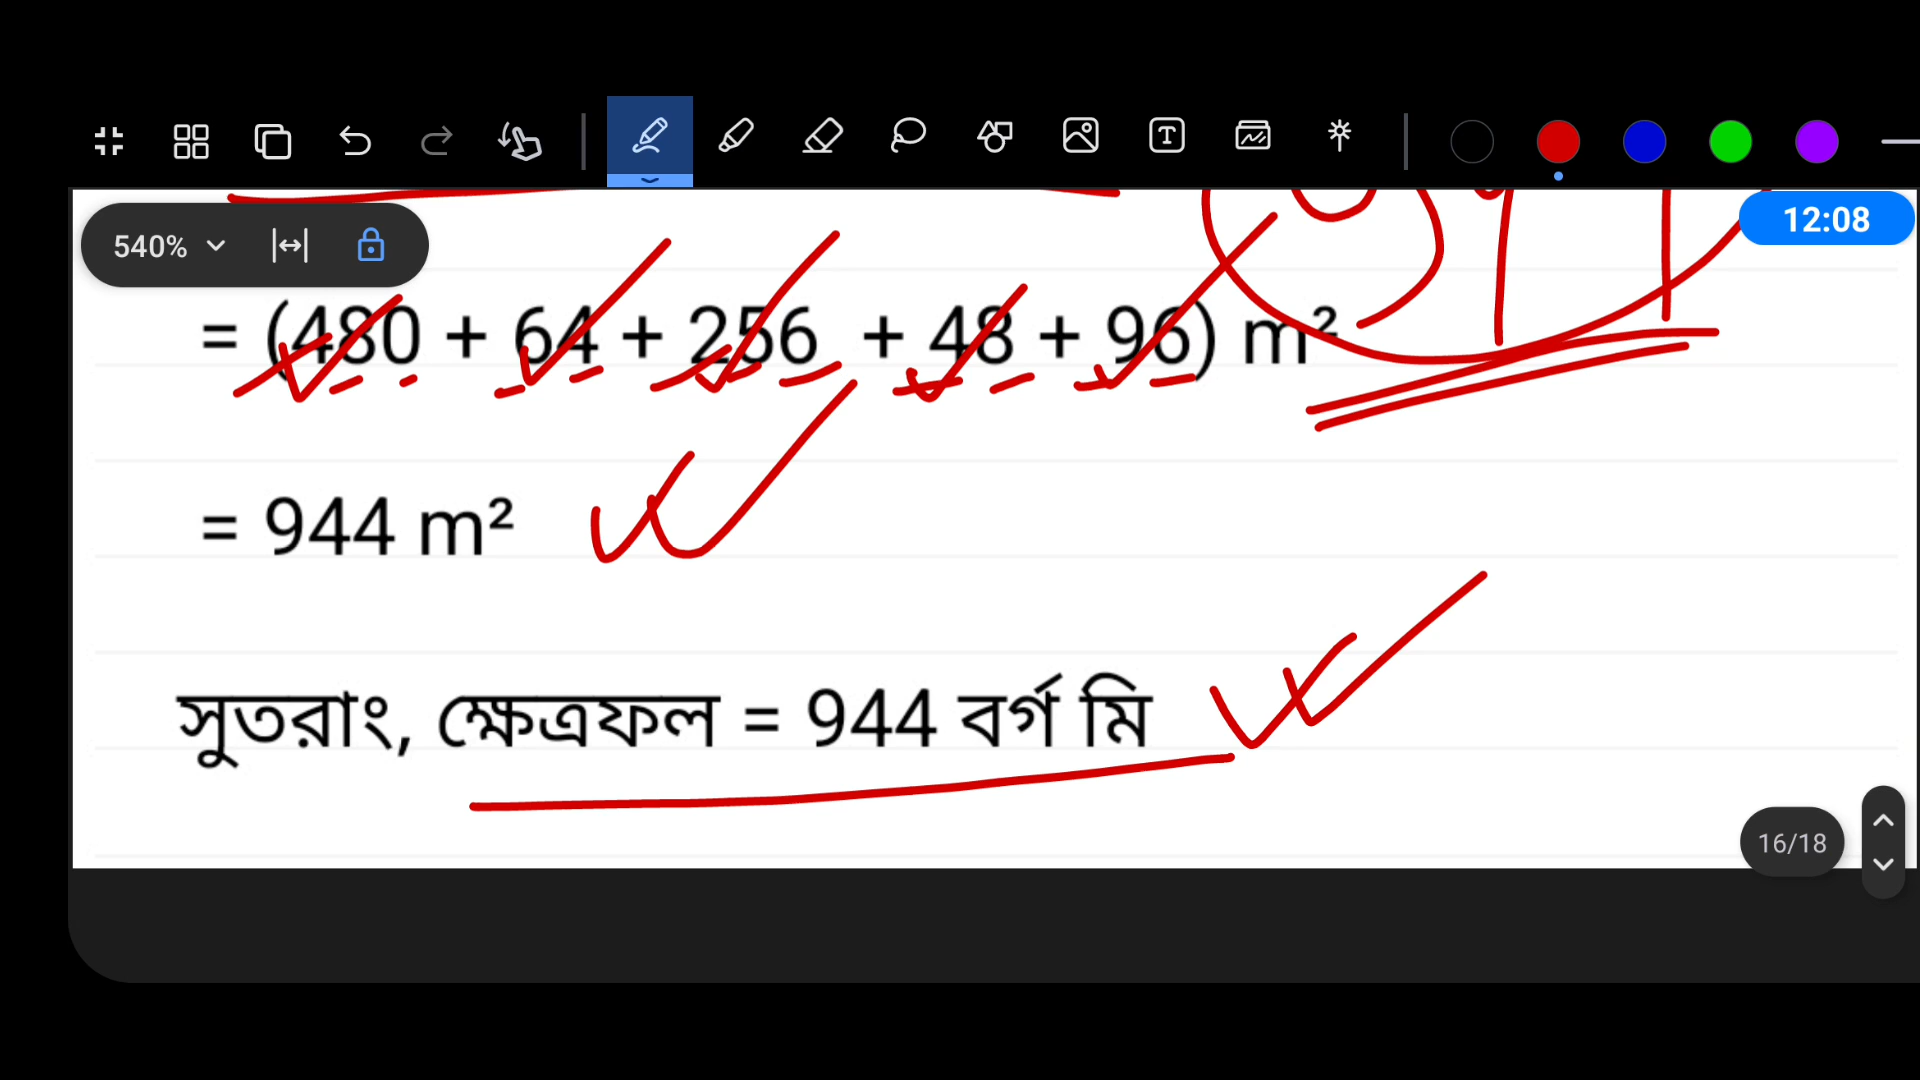 12:08
540%
= (480 + 64 + 256 + 48 + 96) m²
= 944 m²
সুতরাং, ক্ষেত্রফল = 944 বর্গ মি
16/18